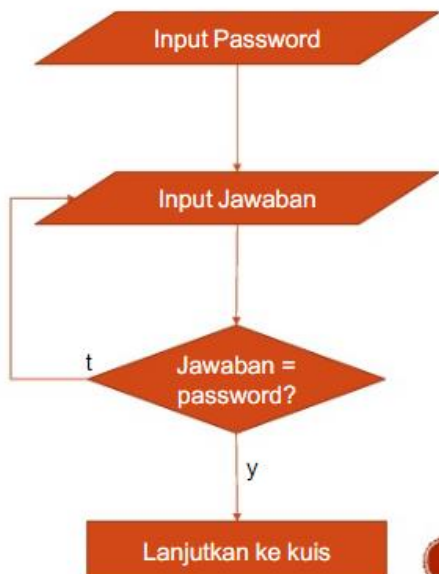 Input Password
Input Jawaban
t
Jawaban =
password?
y
Lanjutkan ke kuis